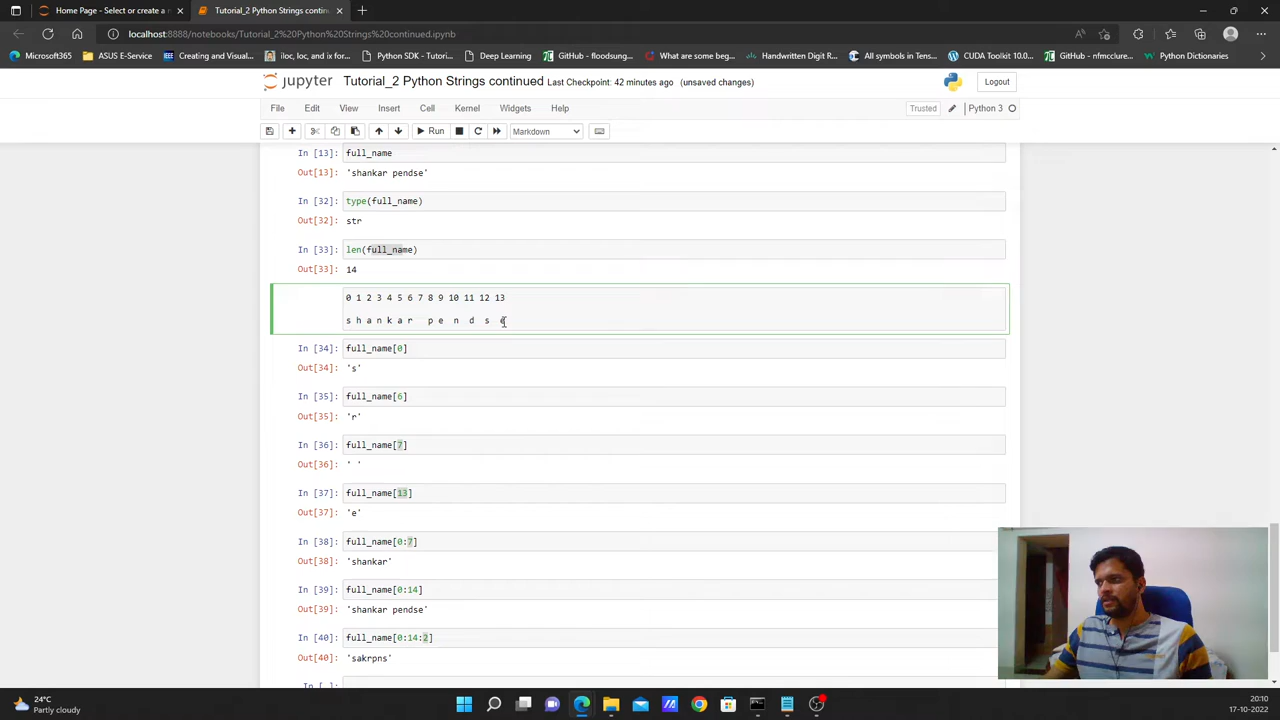 Home Page - Select or create a n
Tutorial_2 Python Strings contin
localhost:8888/notebooks/Tutorial_2%20Python%20Strings%20continued.ipynb
Microsoft365
ASUS E-Service
iloc, loc, and ix for...
Python SDK - Tutori...
Deep Learning
GitHub - floodsung...
What are some begi...
Handwritten Digit R...
All symbols in Tens...
CUDA Toolkit 10.0...
GitHub - nfmcclure...
Python Dictionaries
jupyter Tutorial_2 Python Strings continued Last Checkpoint: 42 minutes ago (unsaved changes)
Logout
File Edit View Insert Cell Kernel Widgets Help
Trusted
Python 3
Run
Markdown
In [13]: full_name
Out[13]: 'shankar pendse'
In [32]: type(full_name)
Out[32]: str
In [33]: len(full_name)
Out[33]: 14
0 1 2 3 4 5 6 7 8 9 10 11 12 13
s h a n k a r p e n d s e
In [34]: full_name[0]
Out[34]: 's'
In [35]: full_name[6]
Out[35]: 'r'
In [36]: full_name[7]
Out[36]: ' '
In [37]: full_name[13]
Out[37]: 'e'
In [38]: full_name[0:7]
Out[38]: 'shankar'
In [39]: full_name[0:14]
Out[39]: 'shankar pendse'
In [40]: full_name[0:14:2]
Out[40]: 'sakrpns'
24°C
Partly cloudy
20:10
17-10-2022